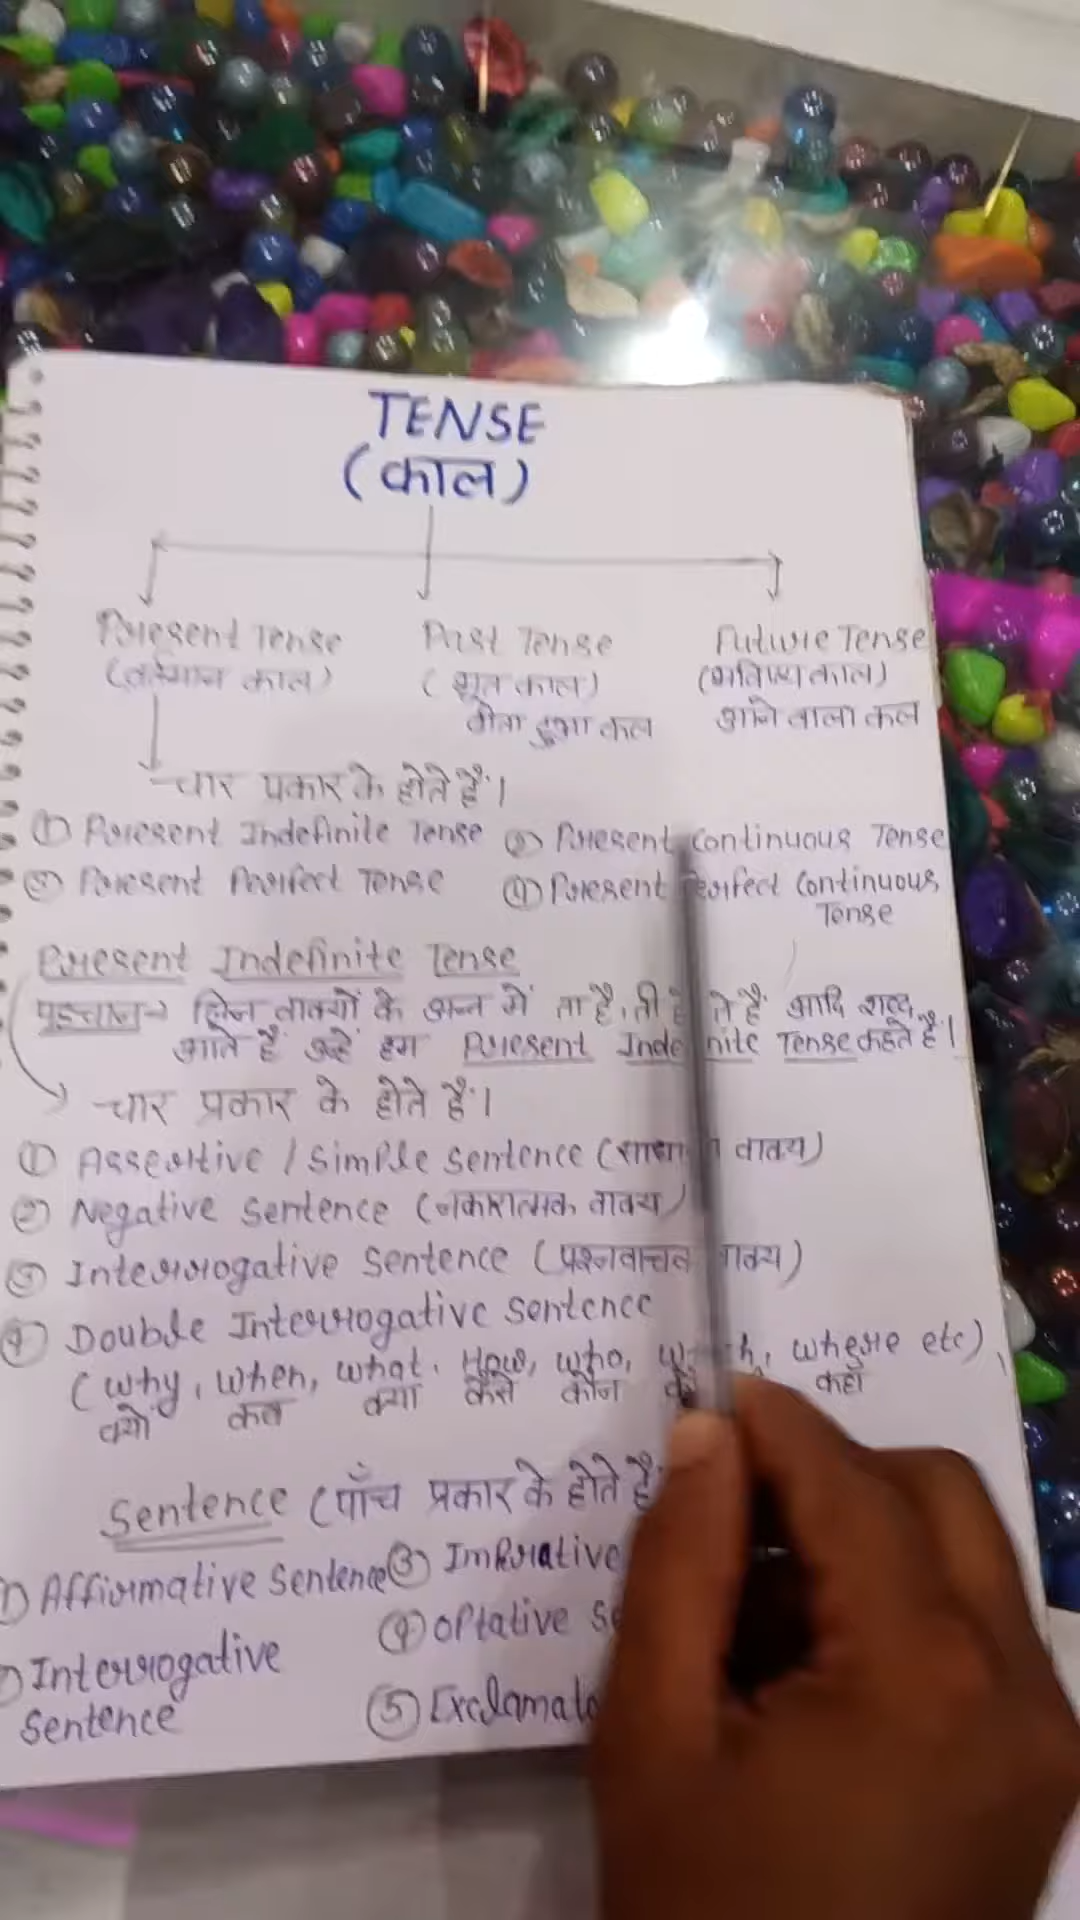 TENSE
(काल)
Present Tense Past Tense Future Tense
(वर्तमान काल) (भूत काल) (भविष्य काल)
बीता हुआ कल आने वाला कल
चार प्रकार के होते हैं।
① Present Indefinite Tense ② Present Continuous Tense
③ Present Perfect Tense ④ Present Perfect Continuous
Tense
Present Indefinite Tense
पहचान→ जिन वाक्यों के अन्त में ता है, ती है ते हैं आदि शब्द
आते हैं उन्हें हम Present Indefinite Tense कहते हैं।
चार प्रकार के होते हैं।
① Assertive / Simple Sentence ( वाक्य)
② Negative Sentence (नकारात्मक वाक्य)
③ Interrogative Sentence (प्रश्नवाचक वाक्य)
④ Double Interrogative Sentence
(Why, when, what, How, who, where etc)
क्यों कब क्या कैसे कौन कहाँ
Sentence (पाँच प्रकार के होते हैं
Affirmative Sentence ③ Imprative
④ Optative
Interrogative
Sentence ⑤